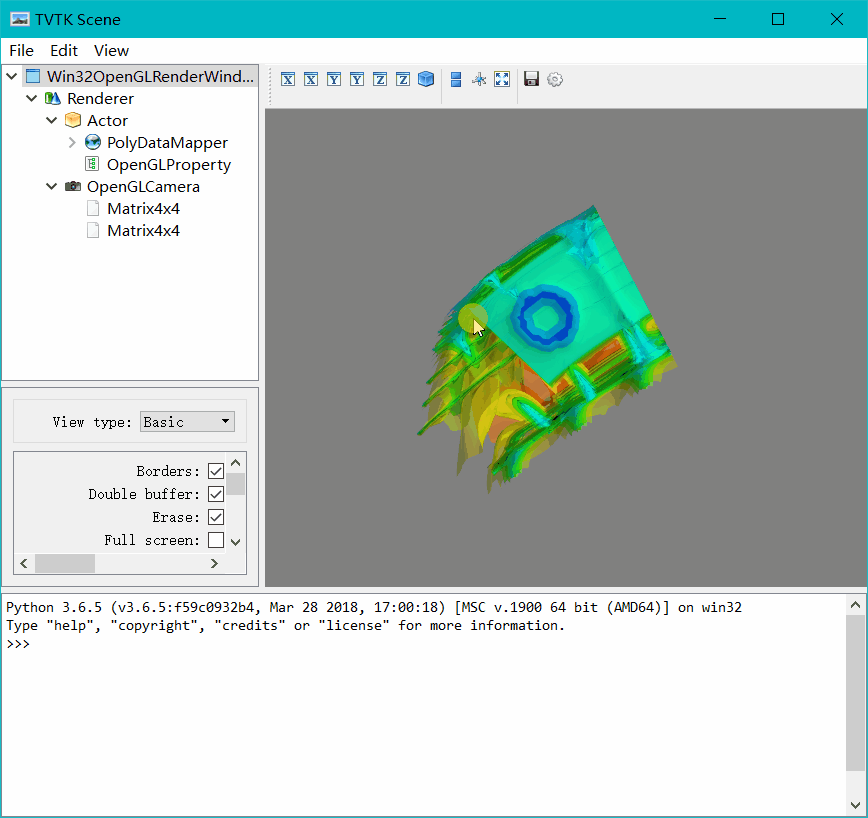 TVTK Scene
File Edit View
Win32OpenGLRenderWind...
Renderer
Actor
PolyDataMapper
OpenGLProperty
OpenGLCamera
Matrix4x4
Matrix4x4
X X Y Y Z Z
View type: Basic
Borders:
Double buffer:
Erase:
Full screen:
Python 3.6.5 (v3.6.5:f59c0932b4, Mar 28 2018, 17:00:18) [MSC v.1900 64 bit (AMD64)] on win32
Type "help", "copyright", "credits" or "license" for more information.
>>>